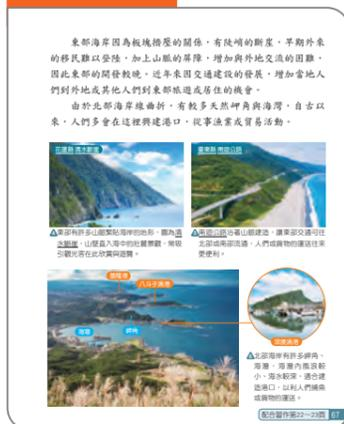 東部海岸因為板塊擠壓的關係，有陡峭的斷崖，早期外來
的移民難以登陸，加上山脈的屏障，增加與外地交流的困難，
因此東部的開發較晚。近年來因交通建設的發展，增加當地人
們到外地或其他人們到東部旅遊或居住的機會。
由於北部海岸線曲折，有較多天然岬角與海灣，自古以
來，人們多會在這裡興建港口，從事漁業或貿易活動。
花蓮縣 清水斷崖
臺東縣 南迴公路
東部有許多山脈緊貼海岸的地形，圖為清
水斷崖，山壁直入海中的壯麗景觀，常吸
引觀光客在此欣賞與遊憩。
南迴公路沿著山脈建造，讓東部交通可往
北部或南部流通，人們或貨物的運送往來
更便利。
基隆港
八斗子漁港
海灣
岬角
漁港
北部海岸有許多岬角、
海灣，海灣內風浪較
小、海水較深，適合建
造港口，以利人們捕魚
或貨物的運送。
配合習作第22～23頁
67